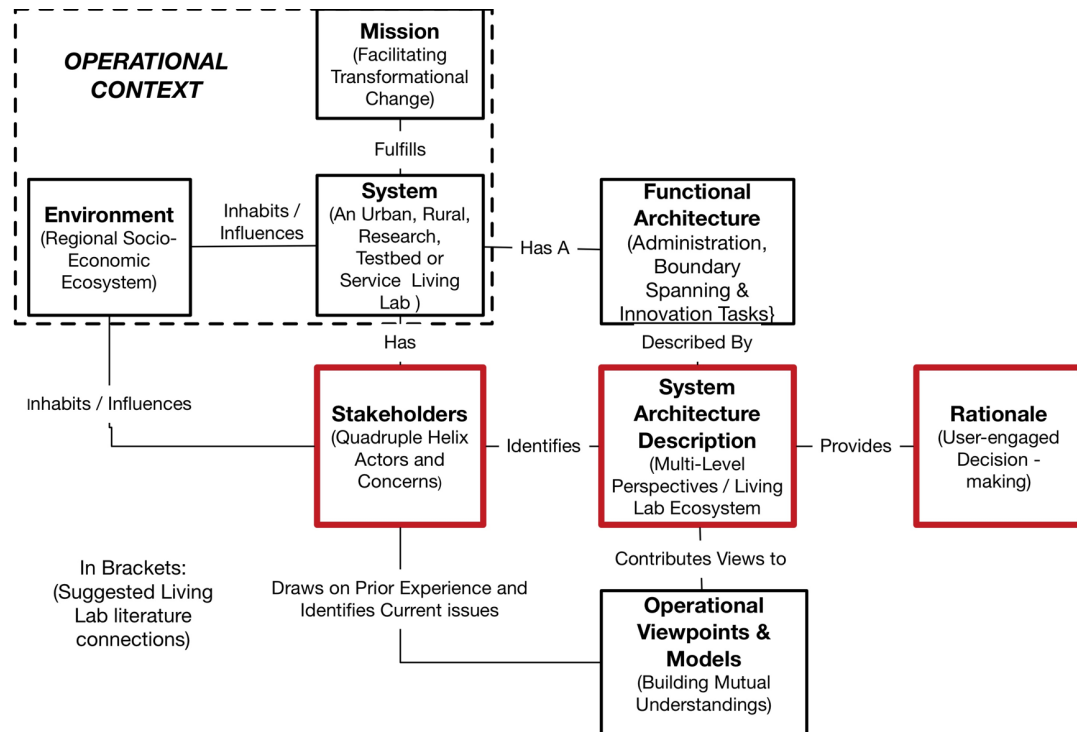 OPERATIONAL
CONTEXT
Mission
(Facilitating
Transformational
Change)
Fulfills
Environment
(Regional Socio-
Economic
Ecosystem)
Inhabits /
Influences
System
(An Urban, Rural,
Research,
Testbed or
Service Living
Lab )
Has A
Functional
Architecture
(Administration,
Boundary
Spanning &
Innovation Tasks}
Has
Described By
Inhabits / Influences
Stakeholders
(Quadruple Helix
Actors and
Concerns)
Identifies
System
Architecture
Description
(Multi-Level
Perspectives / Living
Lab Ecosystem
Provides
Rationale
(User-engaged
Decision -
making)
In Brackets:
(Suggested Living
Lab literature
connections)
Draws on Prior Experience and
Identifies Current issues
Contributes Views to
Operational
Viewpoints &
Models
(Building Mutual
Understandings)